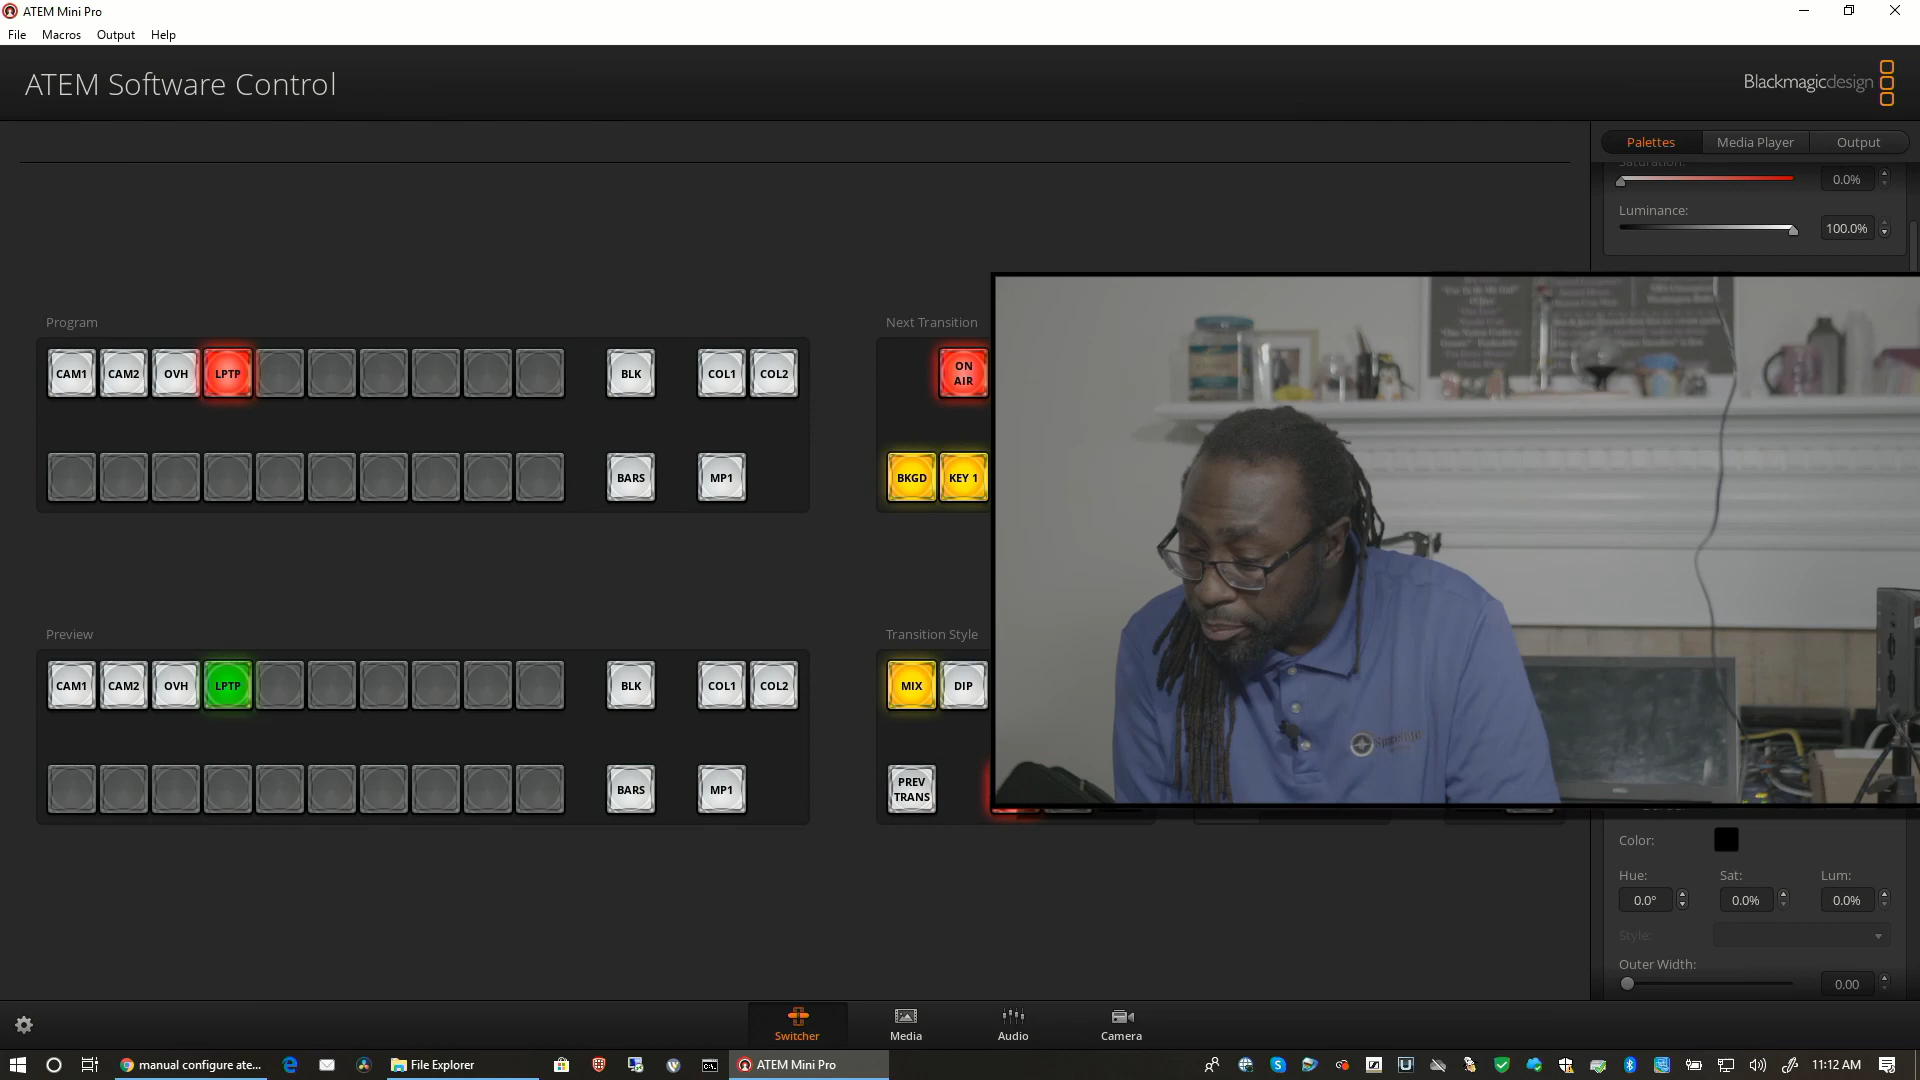 ATEM Mini Pro
File Macros Output Help
ATEM Software Control
Blackmagicdesign
Palettes Media Player Output
Saturation:
0.0%
Luminance:
100.0%
Program
Next Transition
CAM1 CAM2 OVH LPTP BLK COL1 COL2
ON
AIR
BARS MP1
BKGD KEY 1
Preview
Transition Style
CAM1 CAM2 OVH LPTP BLK COL1 COL2
MIX DIP
BARS MP1
PREV
TRANS
Color:
Hue: Sat: Lum:
0.0° 0.0% 0.0%
Style:
Outer Width:
0.00
Switcher Media Audio Camera
manual configure ate...
File Explorer
ATEM Mini Pro
11:12 AM